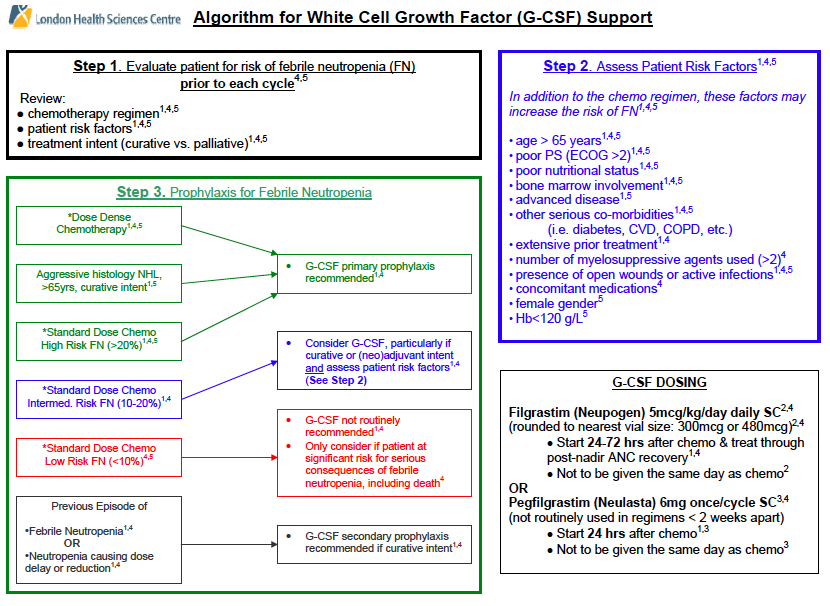 London Health Sciences Centre
Algorithm for White Cell Growth Factor (G-CSF) Support
Step 1. Evaluate patient for risk of febrile neutropenia (FN)
prior to each cycle4,5
Review:
● chemotherapy regimen1,4,5
● patient risk factors1,4,5
● treatment intent (curative vs. palliative)1,4,5
Step 2. Assess Patient Risk Factors1,4,5
In addition to the chemo regimen, these factors may
increase the risk of FN1,4,5
• age > 65 years1,4,5
• poor PS (ECOG >2)1,4,5
• poor nutritional status1,4,5
• bone marrow involvement1,4,5
• advanced disease1,5
• other serious co-morbidities1,4,5
(i.e. diabetes, CVD, COPD, etc.)
• extensive prior treatment1,4
• number of myelosuppressive agents used (>2)4
• presence of open wounds or active infections1,4,5
• concomitant medications4
• female gender5
• Hb<120 g/L5
Step 3. Prophylaxis for Febrile Neutropenia
*Dose Dense
Chemotherapy1,4,5
Aggressive histology NHL,
>65yrs, curative intent1,5
*Standard Dose Chemo
High Risk FN (>20%)1,4,5
● G-CSF primary prophylaxis
recommended1,4
*Standard Dose Chemo
Intermed. Risk FN (10-20%)1,4
● Consider G-CSF, particularly if
curative or (neo)adjuvant intent
and assess patient risk factors1,4
(See Step 2)
*Standard Dose Chemo
Low Risk FN (<10%)4,5
● G-CSF not routinely
recommended1,4
● Only consider if patient at
significant risk for serious
consequences of febrile
neutropenia, including death4
Previous Episode of
•Febrile Neutropenia1,4
OR
•Neutropenia causing dose
delay or reduction1,4
● G-CSF secondary prophylaxis
recommended if curative intent1,4
G-CSF DOSING
Filgrastim (Neupogen) 5mcg/kg/day daily SC2,4
(rounded to nearest vial size: 300mcg or 480mcg)2,4
● Start 24-72 hrs after chemo & treat through
post-nadir ANC recovery1,4
● Not to be given the same day as chemo2
OR
Pegfilgrastim (Neulasta) 6mg once/cycle SC3,4
(not routinely used in regimens < 2 weeks apart)
● Start 24 hrs after chemo1,3
● Not to be given the same day as chemo3